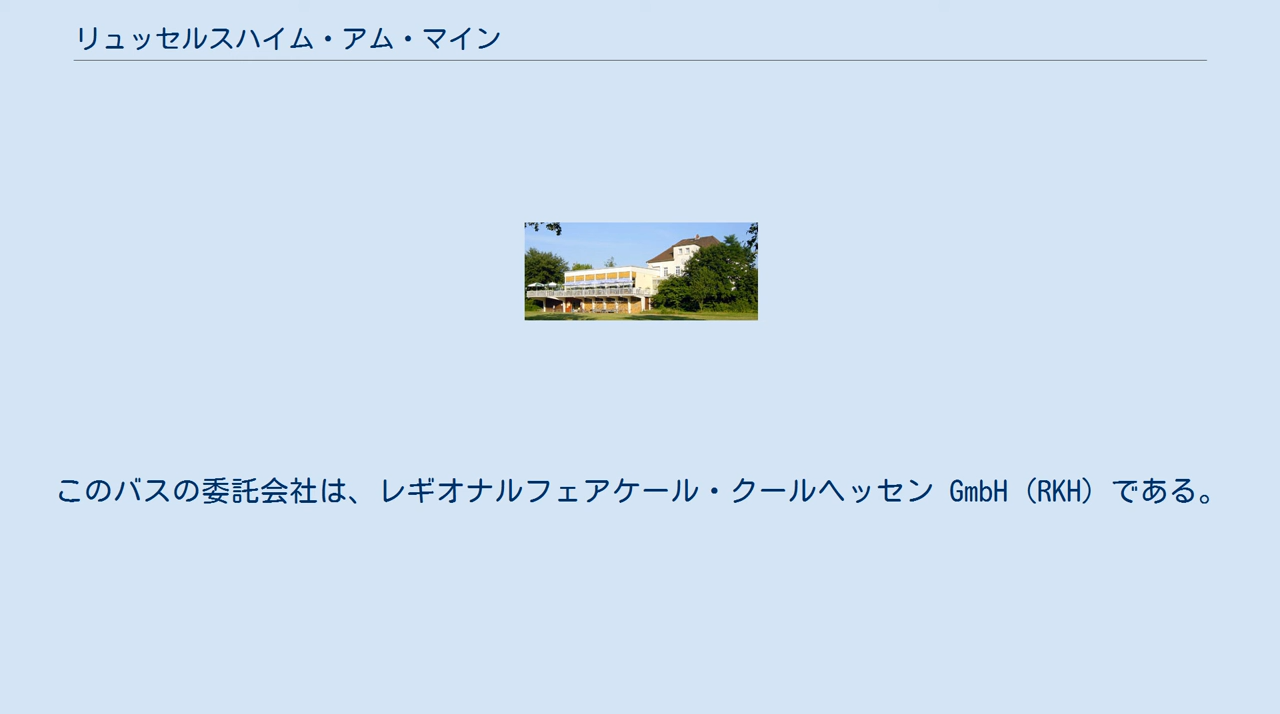 リュッセルスハイム・アム・マイン
このバスの委託会社は、レギオナルフェアケール・クールヘッセン GmbH（RKH）である。